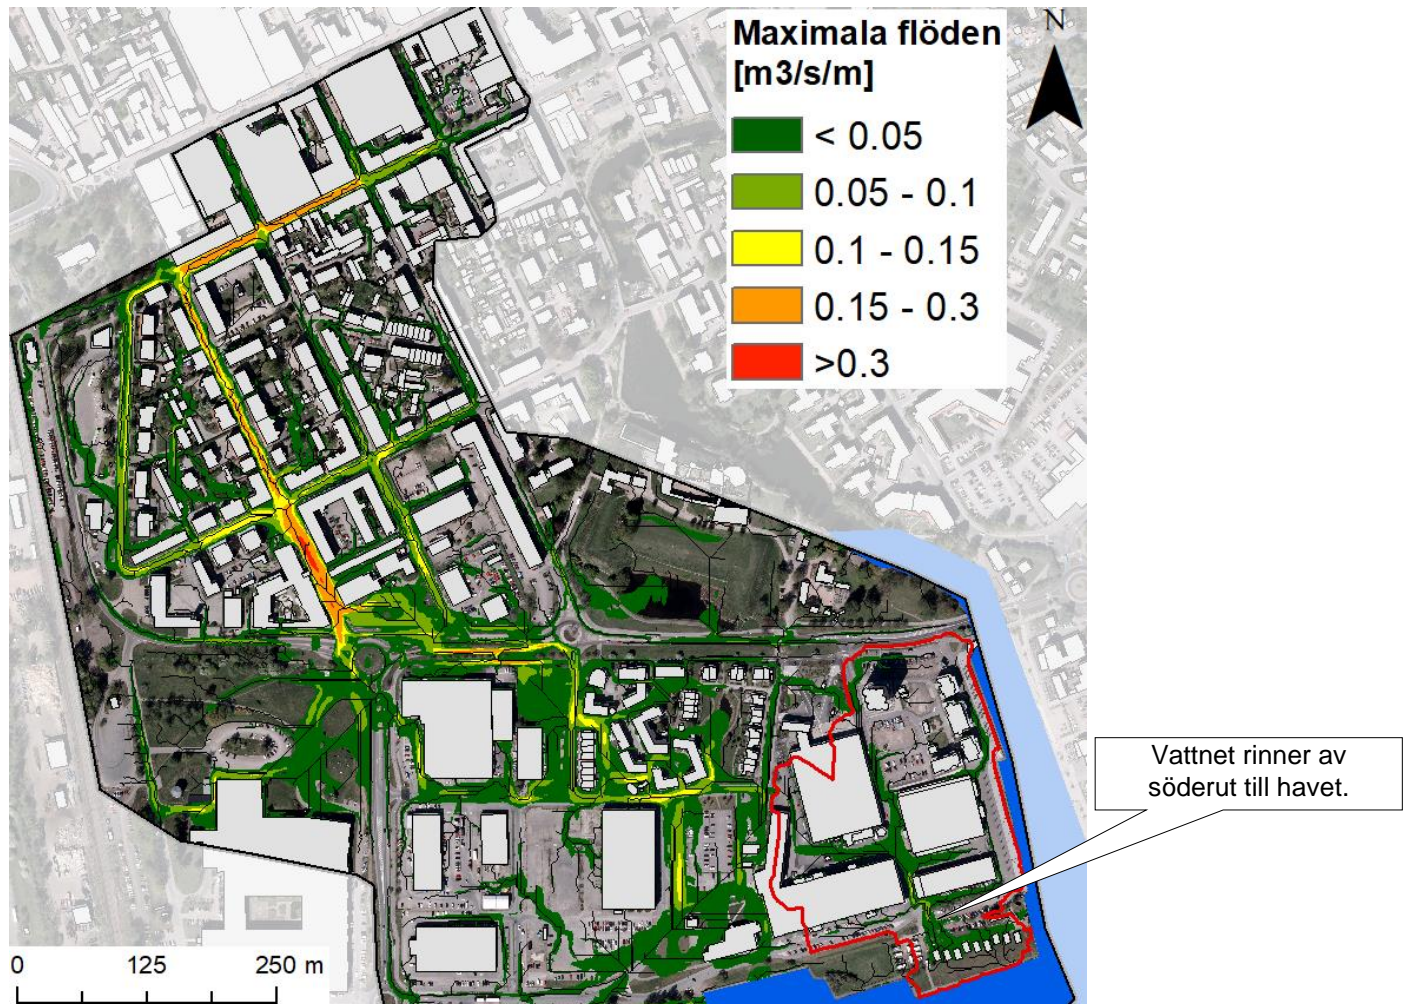 Maximala flöden
[m3/s/m]
< 0.05
0.05 - 0.1
0.1 - 0.15
0.15 - 0.3
>0.3
N
Vattnet rinner av
söderut till havet.
0 125 250 m